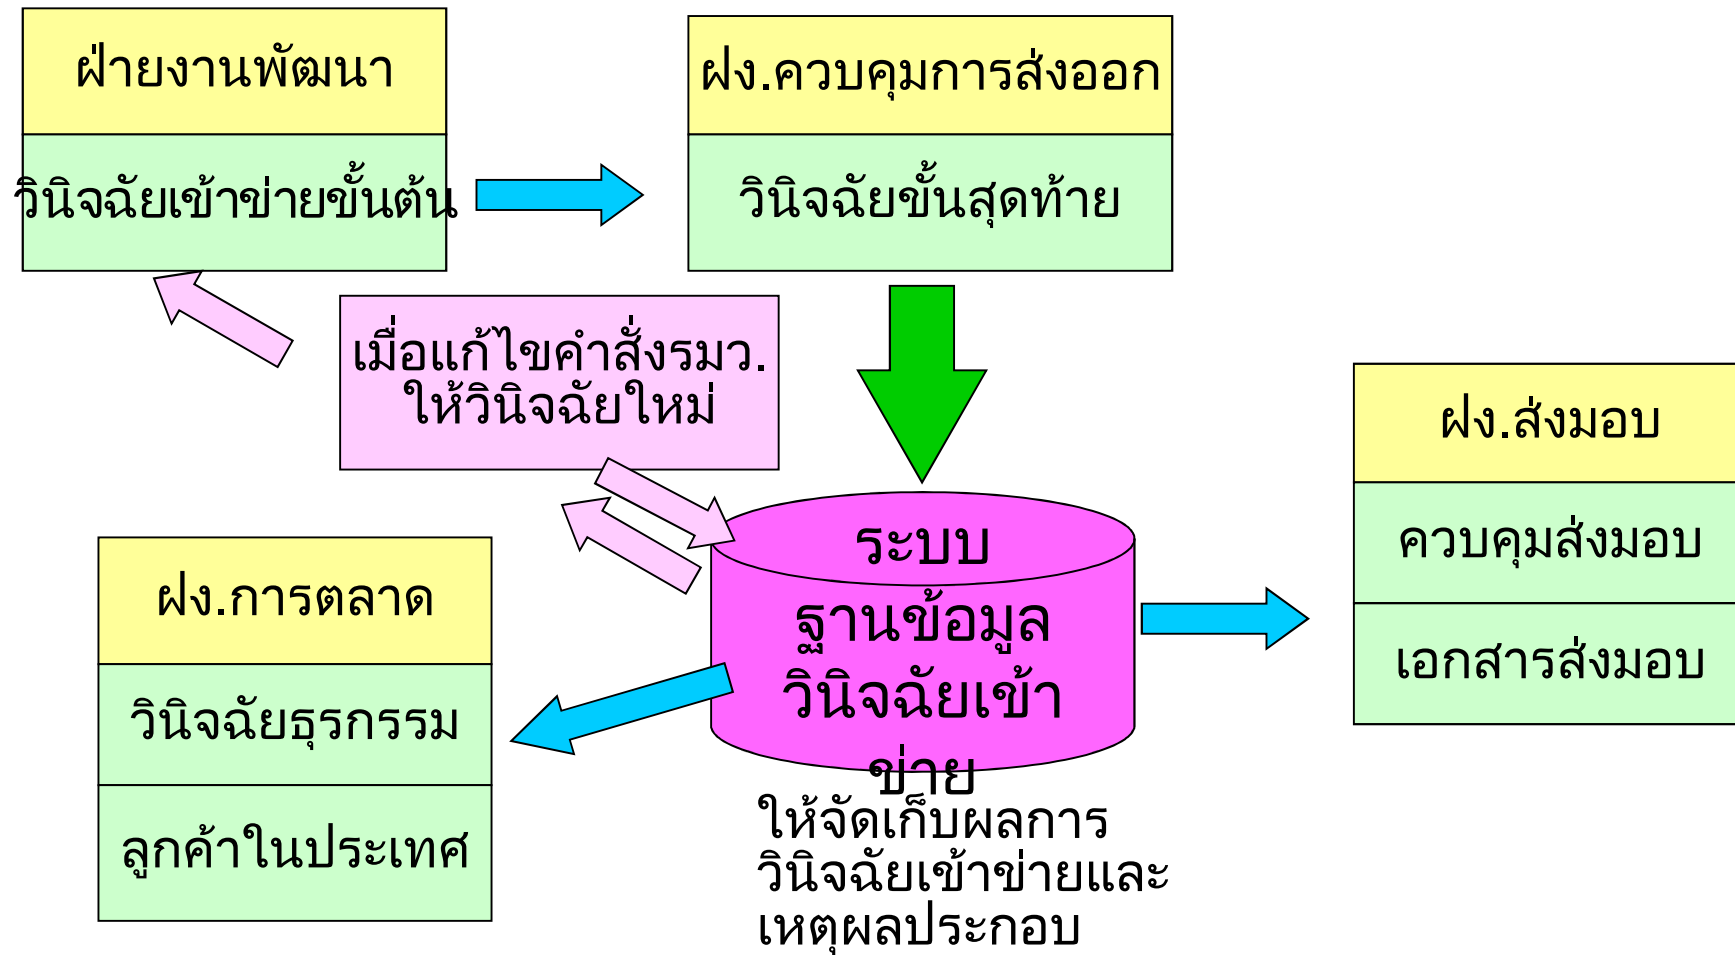 ฝ่ายงานพัฒนา
วินิจฉัยเข้าข่ายขั้นต้น
ฝง.ควบคุมการส่งออก
วินิจฉัยขั้นสุดท้าย
เมื่อแก้ไขคำสั่งรมว.
ให้วินิจฉัยใหม่
ฝง.ส่งมอบ
ควบคุมส่งมอบ
เอกสารส่งมอบ
ระบบ
ฐานข้อมูล
วินิจฉัยเข้า
ข่าย
ฝง.การตลาด
วินิจฉัยธุรกรรม
ลูกค้าในประเทศ
ให้จัดเก็บผลการ
วินิจฉัยเข้าข่ายและ
เหตุผลประกอบ